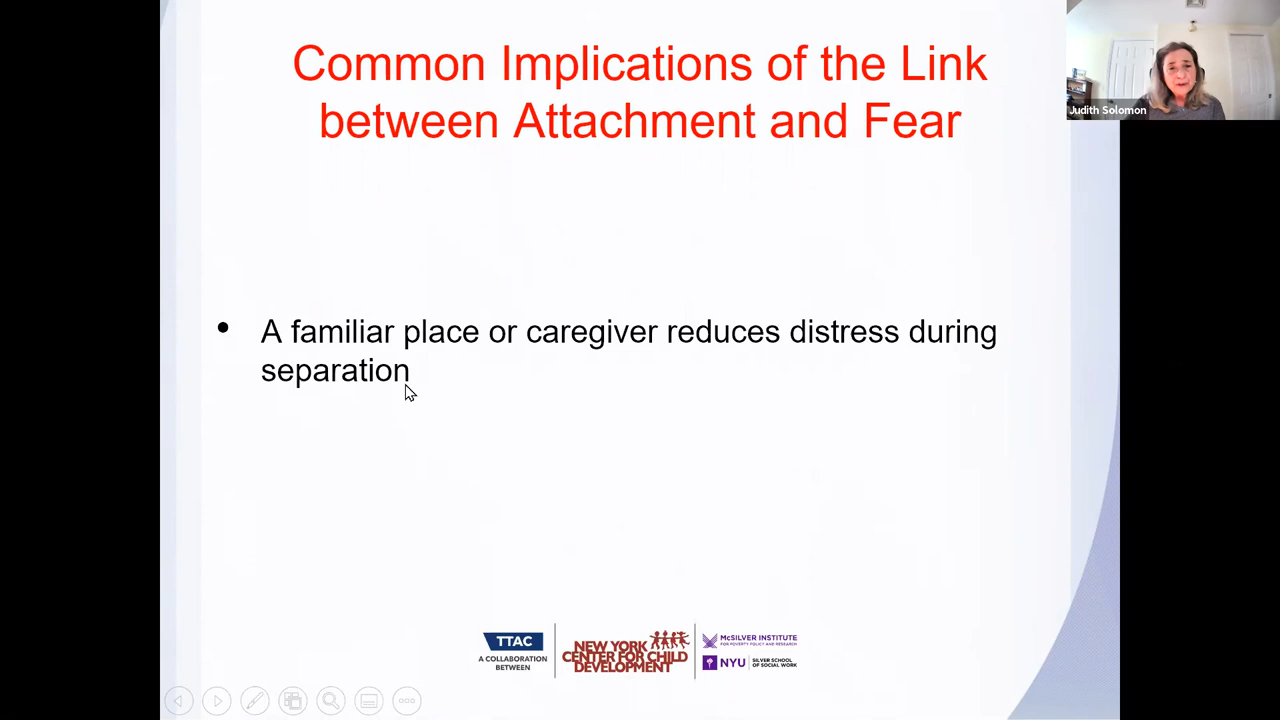 Common Implications of the Link
between Attachment and Fear
Judith Solomon
• A familiar place or caregiver reduces distress during
separation
TTAC
A COLLABORATION
BETWEEN
NEW YORK
CENTER FOR CHILD
DEVELOPMENT
McSILVER INSTITUTE
FOR POVERTY POLICY AND RESEARCH
NYU
SILVER SCHOOL
OF SOCIAL WORK